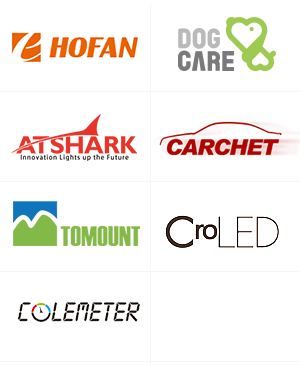 HOFAN
DOG
CARE
ATSHARK
Innovation Lights up the Future
CARCHET
TOMOUNT
CroLED
COLEMETER